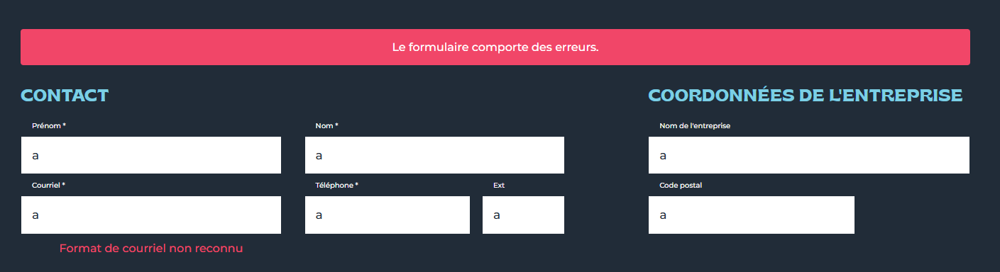 Le formulaire comporte des erreurs.
CONTACT
Prénom *
Nom *
a
a
Courriel *
Téléphone *
Ext
a
a
a
Format de courriel non reconnu
COORDONNÉES DE L'ENTREPRISE
Nom de l'entreprise
a
Code postal
a